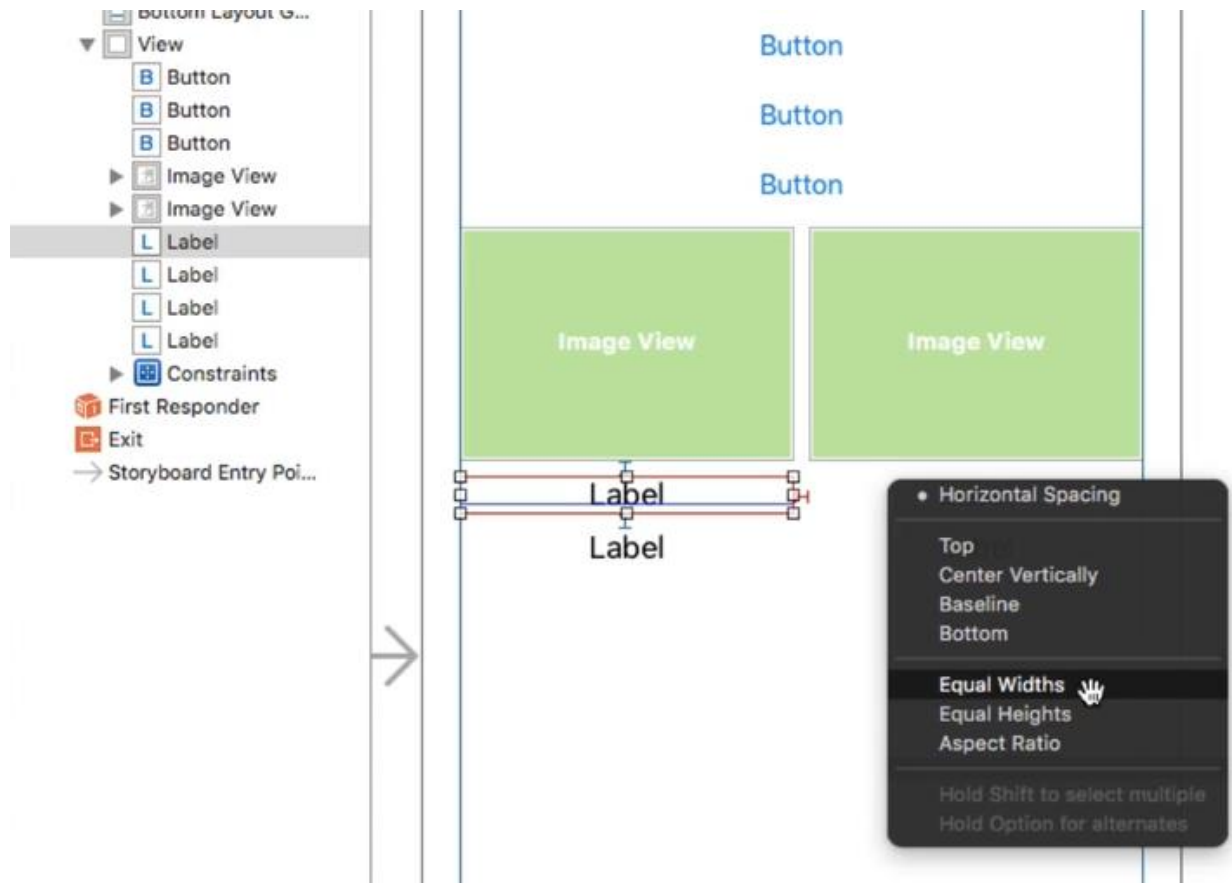 Bottom Layout G...
View
B Button
B Button
B Button
Image View
Image View
L Label
L Label
L Label
L Label
Constraints
First Responder
Exit
Storyboard Entry Poi...
Button
Button
Button
Image View
Image View
Label
Label
Horizontal Spacing
Top
Center Vertically
Baseline
Bottom
Equal Widths
Equal Heights
Aspect Ratio
Hold Shift to select multiple
Hold Option for alternates